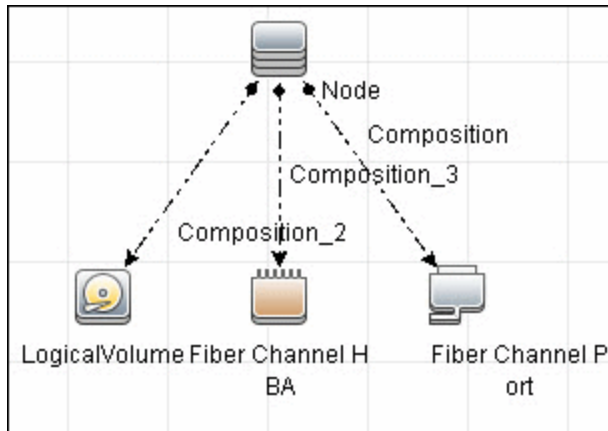 Node
Composition
Composition_3
Composition_2
LogicalVolume
Fiber Channel H
BA
Fiber Channel P
ort